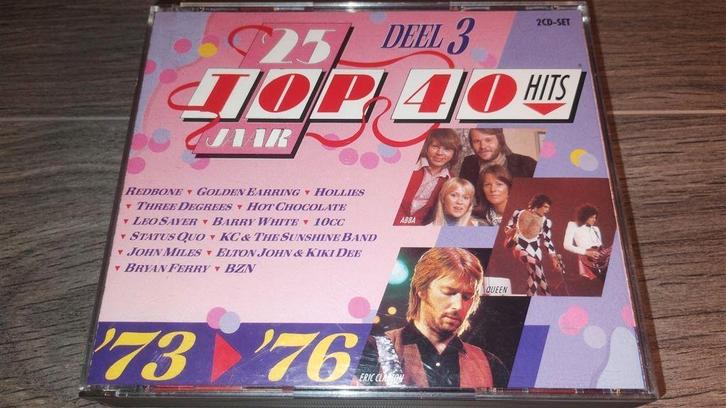 '25 DEEL 3 2CD-SET
TOP 40 HITS
JAAR
REDBONE ▾ GOLDEN EARRING ▾ HOLLIES
▾ THREE DEGREES ▾ HOT CHOCOLATE
▾ LEO SAYER ▾ BARRY WHITE ▾ 10CC
▾ STATUS QUO ▾ KC & THE SUNSHINE BAND
▾ JOHN MILES ▾ ELTON JOHN & KIKI DEE
▾ BRYAN FERRY ▾ BZN
ABBA
QUEEN
'73 ▸ '76
ERIC CLAPTON